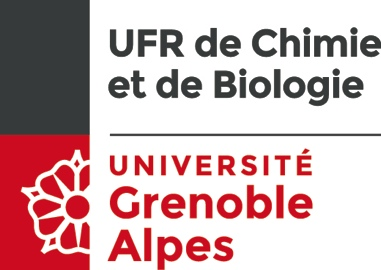 UFR de Chimie
et de Biologie
UNIVERSITÉ
Grenoble
Alpes